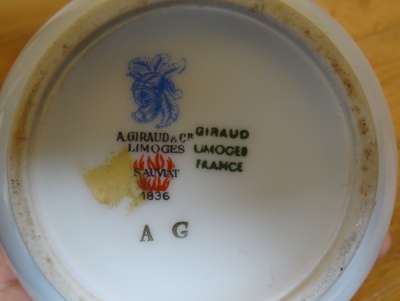 A.GIRAUD & CIE
LIMOGES
SAUVIAT
1836
A G
GIRAUD
LIMOGES
FRANCE